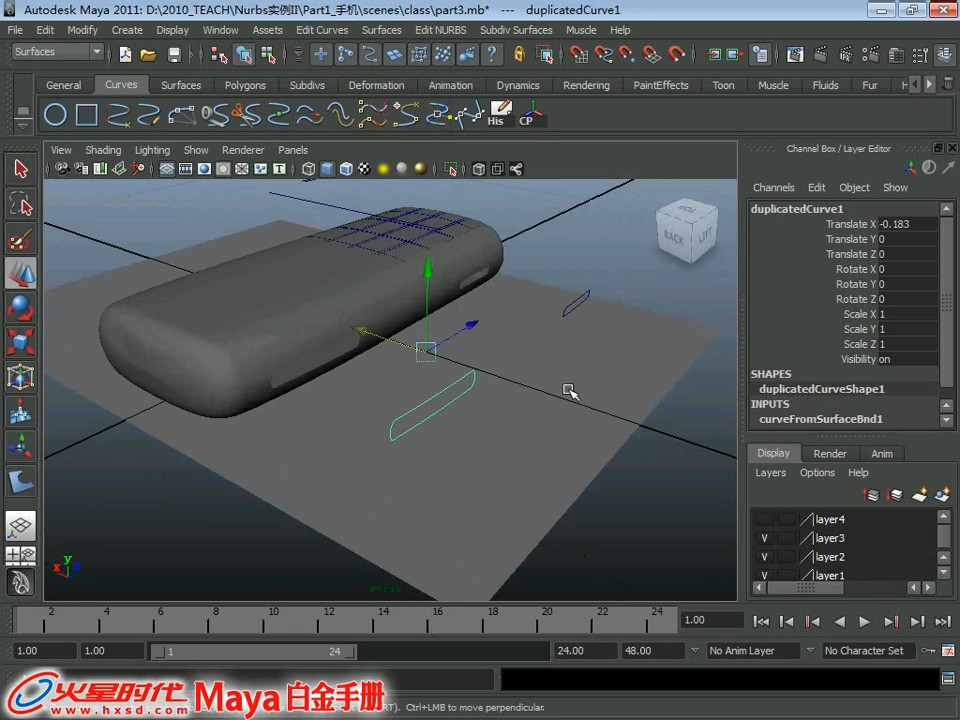 Autodesk Maya 2011: D:\2010_TEACH\Nurbs实例II\Part1_手机\scenes\class\part3.mb* --- duplicatedCurve1
File Edit Modify Create Display Window Assets Edit Curves Surfaces Edit NURBS Subdiv Surfaces Muscle Help
Surfaces
General Curves Surfaces Polygons Subdivs Deformation Animation Dynamics Rendering PaintEffects Toon Muscle Fluids Fur
His CP
View Shading Lighting Show Renderer Panels
Channel Box / Layer Editor
Channels Edit Object Show
duplicatedCurve1
Translate X -0.183
Translate Y 0
Translate Z 0
Rotate X 0
Rotate Y 0
Rotate Z 0
Scale X 1
Scale Y 1
Scale Z 1
Visibility on
SHAPES
duplicatedCurveShape1
INPUTS
curveFromSurfaceBnd1
BACK LEFT
Display Render Anim
Layers Options Help
layer4
V layer3
V layer2
V layer1
y
x z
persp
2 4 6 8 10 12 14 16 18 20 22 24
1.00
1.00 1.00 1 24 24.00 48.00 No Anim Layer No Character Set
火星时代 Maya 白金手册
www.hxsd.com
Ctrl+LMB to move perpendicular.